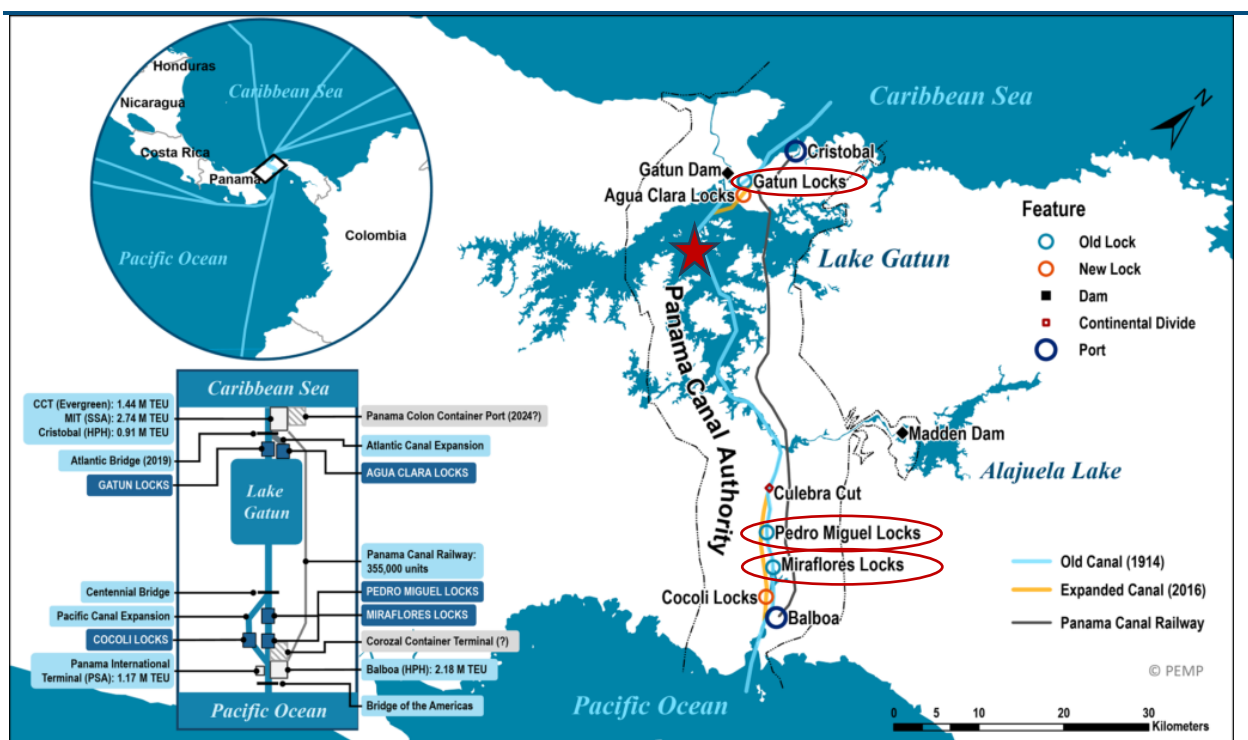 Honduras
Caribbean Sea
Nicaragua
Costa Rica
Panama
Colombia
Pacific Ocean
Caribbean Sea
N
Cristobal
Gatun Dam
Gatun Locks
Agua Clara Locks
Lake Gatun
Panama Canal Authority
Madden Dam
Alajuela Lake
Culebra Cut
Pedro Miguel Locks
Miraflores Locks
Cocoli Locks
Balboa
Pacific Ocean
Feature
Old Lock
New Lock
Dam
Continental Divide
Port
Old Canal (1914)
Expanded Canal (2016)
Panama Canal Railway
© PEMP
0 5 10 20 30
Kilometers
Caribbean Sea
CCT (Evergreen): 1.44 M TEU
MIT (SSA): 2.74 M TEU
Cristobal (HPH): 0.91 M TEU
Panama Colon Container Port (2024?)
Atlantic Bridge (2019)
Atlantic Canal Expansion
GATUN LOCKS
AGUA CLARA LOCKS
Lake
Gatun
Panama Canal Railway:
355,000 units
Centennial Bridge
PEDRO MIGUEL LOCKS
Pacific Canal Expansion
MIRAFLORES LOCKS
COCOLI LOCKS
Corozal Container Terminal (?)
Panama International
Terminal (PSA): 1.17 M TEU
Balboa (HPH): 2.18 M TEU
Bridge of the Americas
Pacific Ocean